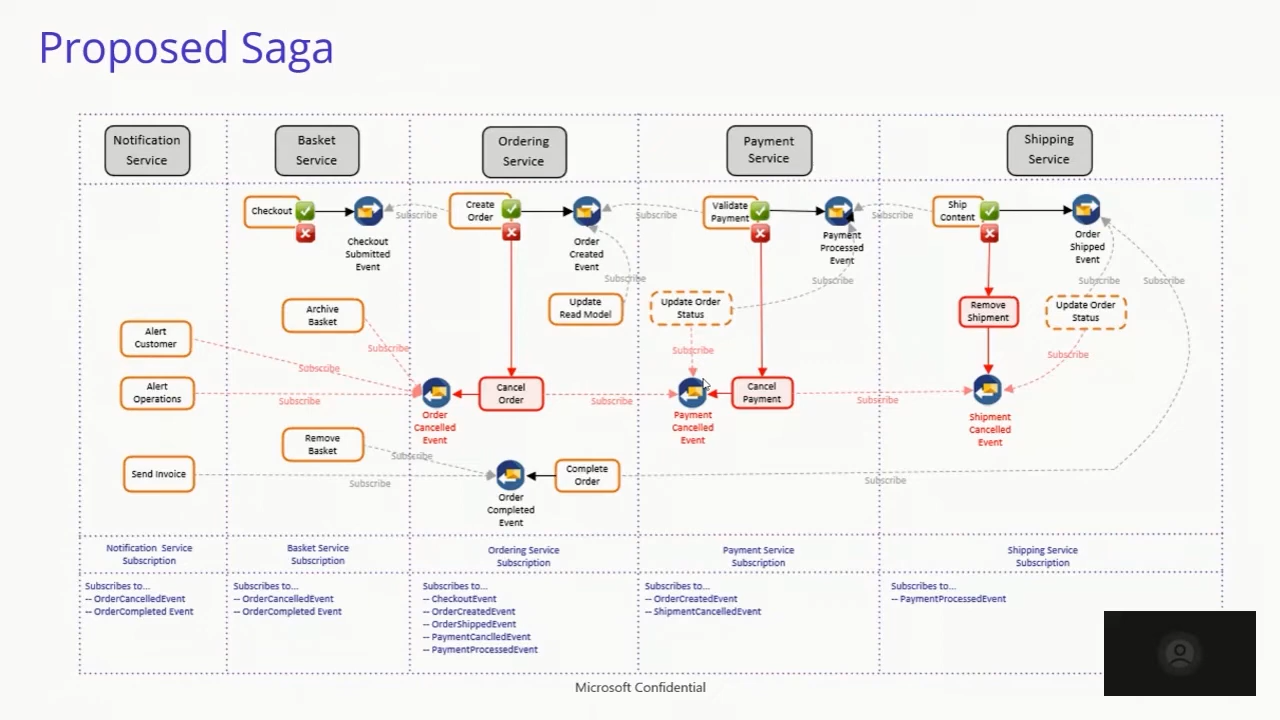 Proposed Saga
Notification
Service
Basket
Service
Ordering
Service
Payment
Service
Shipping
Service
Checkout
Subscribe
Checkout
Submitted
Event
Create
Order
Subscribe
Order
Created
Event
Validate
Payment
Subscribe
Payment
Processed
Event
Ship
Content
Order
Shipped
Event
Subscribe
Subscribe
Subscribe
Subscribe
Archive
Basket
Update
Read Model
Update Order
Status
Remove
Shipment
Update Order
Status
Alert
Customer
Subscribe
Subscribe
Subscribe
Subscribe
Alert
Operations
Subscribe
Order
Cancelled
Event
Cancel
Order
Subscribe
Payment
Cancelled
Event
Cancel
Payment
Subscribe
Shipment
Cancelled
Event
Remove
Basket
Subscribe
Send Invoice
Subscribe
Order
Completed
Event
Complete
Order
Subscribe
Notification Service
Subscription
Basket Service
Subscription
Ordering Service
Subscription
Payment Service
Subscription
Shipping Service
Subscription
Subscribes to...
-- OrderCancelledEvent
-- OrderCompleted Event
Subscribes to...
-- OrderCancelledEvent
-- OrderCompleted Event
Subscribes to...
-- CheckoutEvent
-- OrderCreatedEvent
-- OrderShippedEvent
-- PaymentCanclledEvent
-- PaymentProcessedEvent
Subscribes to...
-- OrderCreatedEvent
-- ShipmentCancelledEvent
Subscribes to...
-- PaymentProcessedEvent
Microsoft Confidential